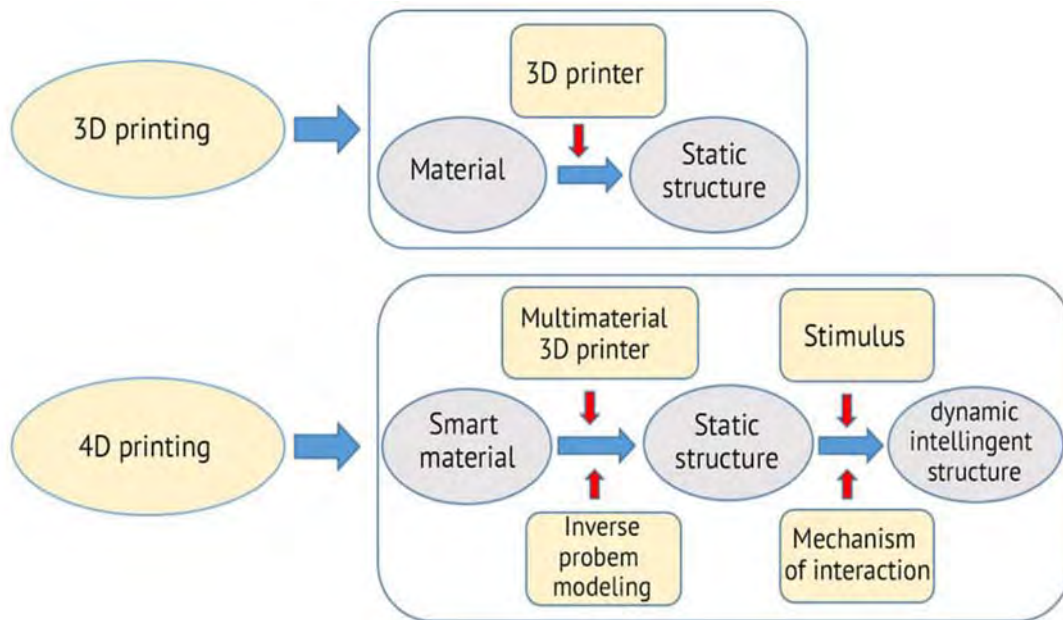 3D printing
3D printer
Material
Static
structure
4D printing
Multimaterial
3D printer
Stimulus
Smart
material
Static
structure
dynamic
intellingent
structure
Inverse
probem
modeling
Mechanism
of interaction